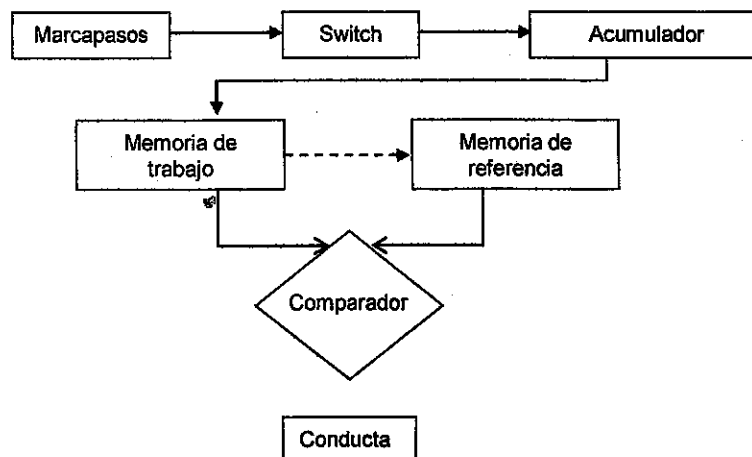 Marcapasos
Switch
Acumulador
Memoria de
trabajo
Memoria de
referencia
Comparador
Conducta